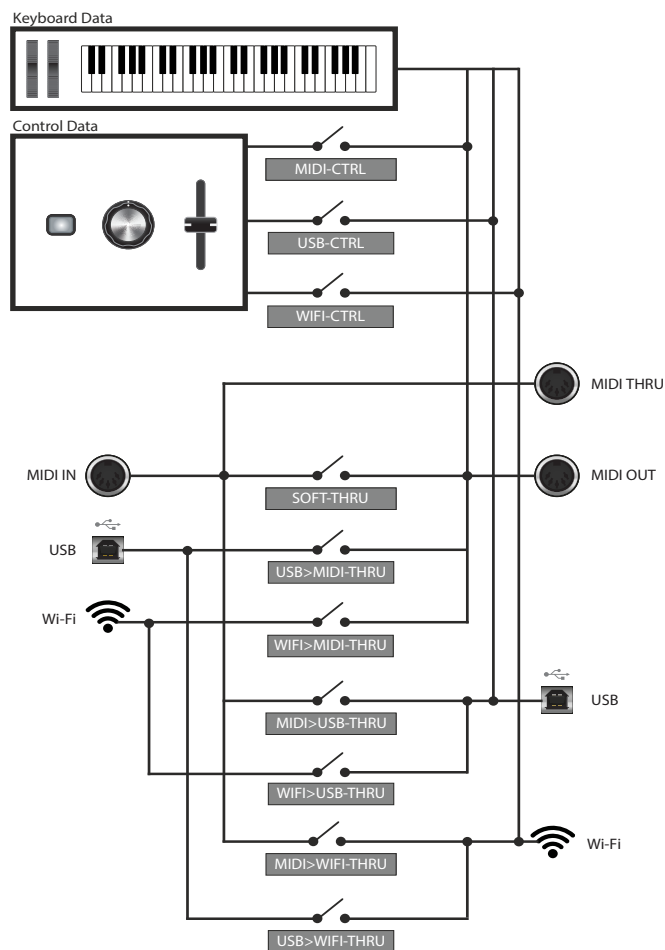 Keyboard Data
Control Data
MIDI-CTRL
USB-CTRL
WIFI-CTRL
MIDI THRU
MIDI IN
MIDI OUT
SOFT-THRU
USB
USB>MIDI-THRU
Wi-Fi
WIFI>MIDI-THRU
USB
MIDI>USB-THRU
WIFI>USB-THRU
Wi-Fi
MIDI>WIFI-THRU
USB>WIFI-THRU